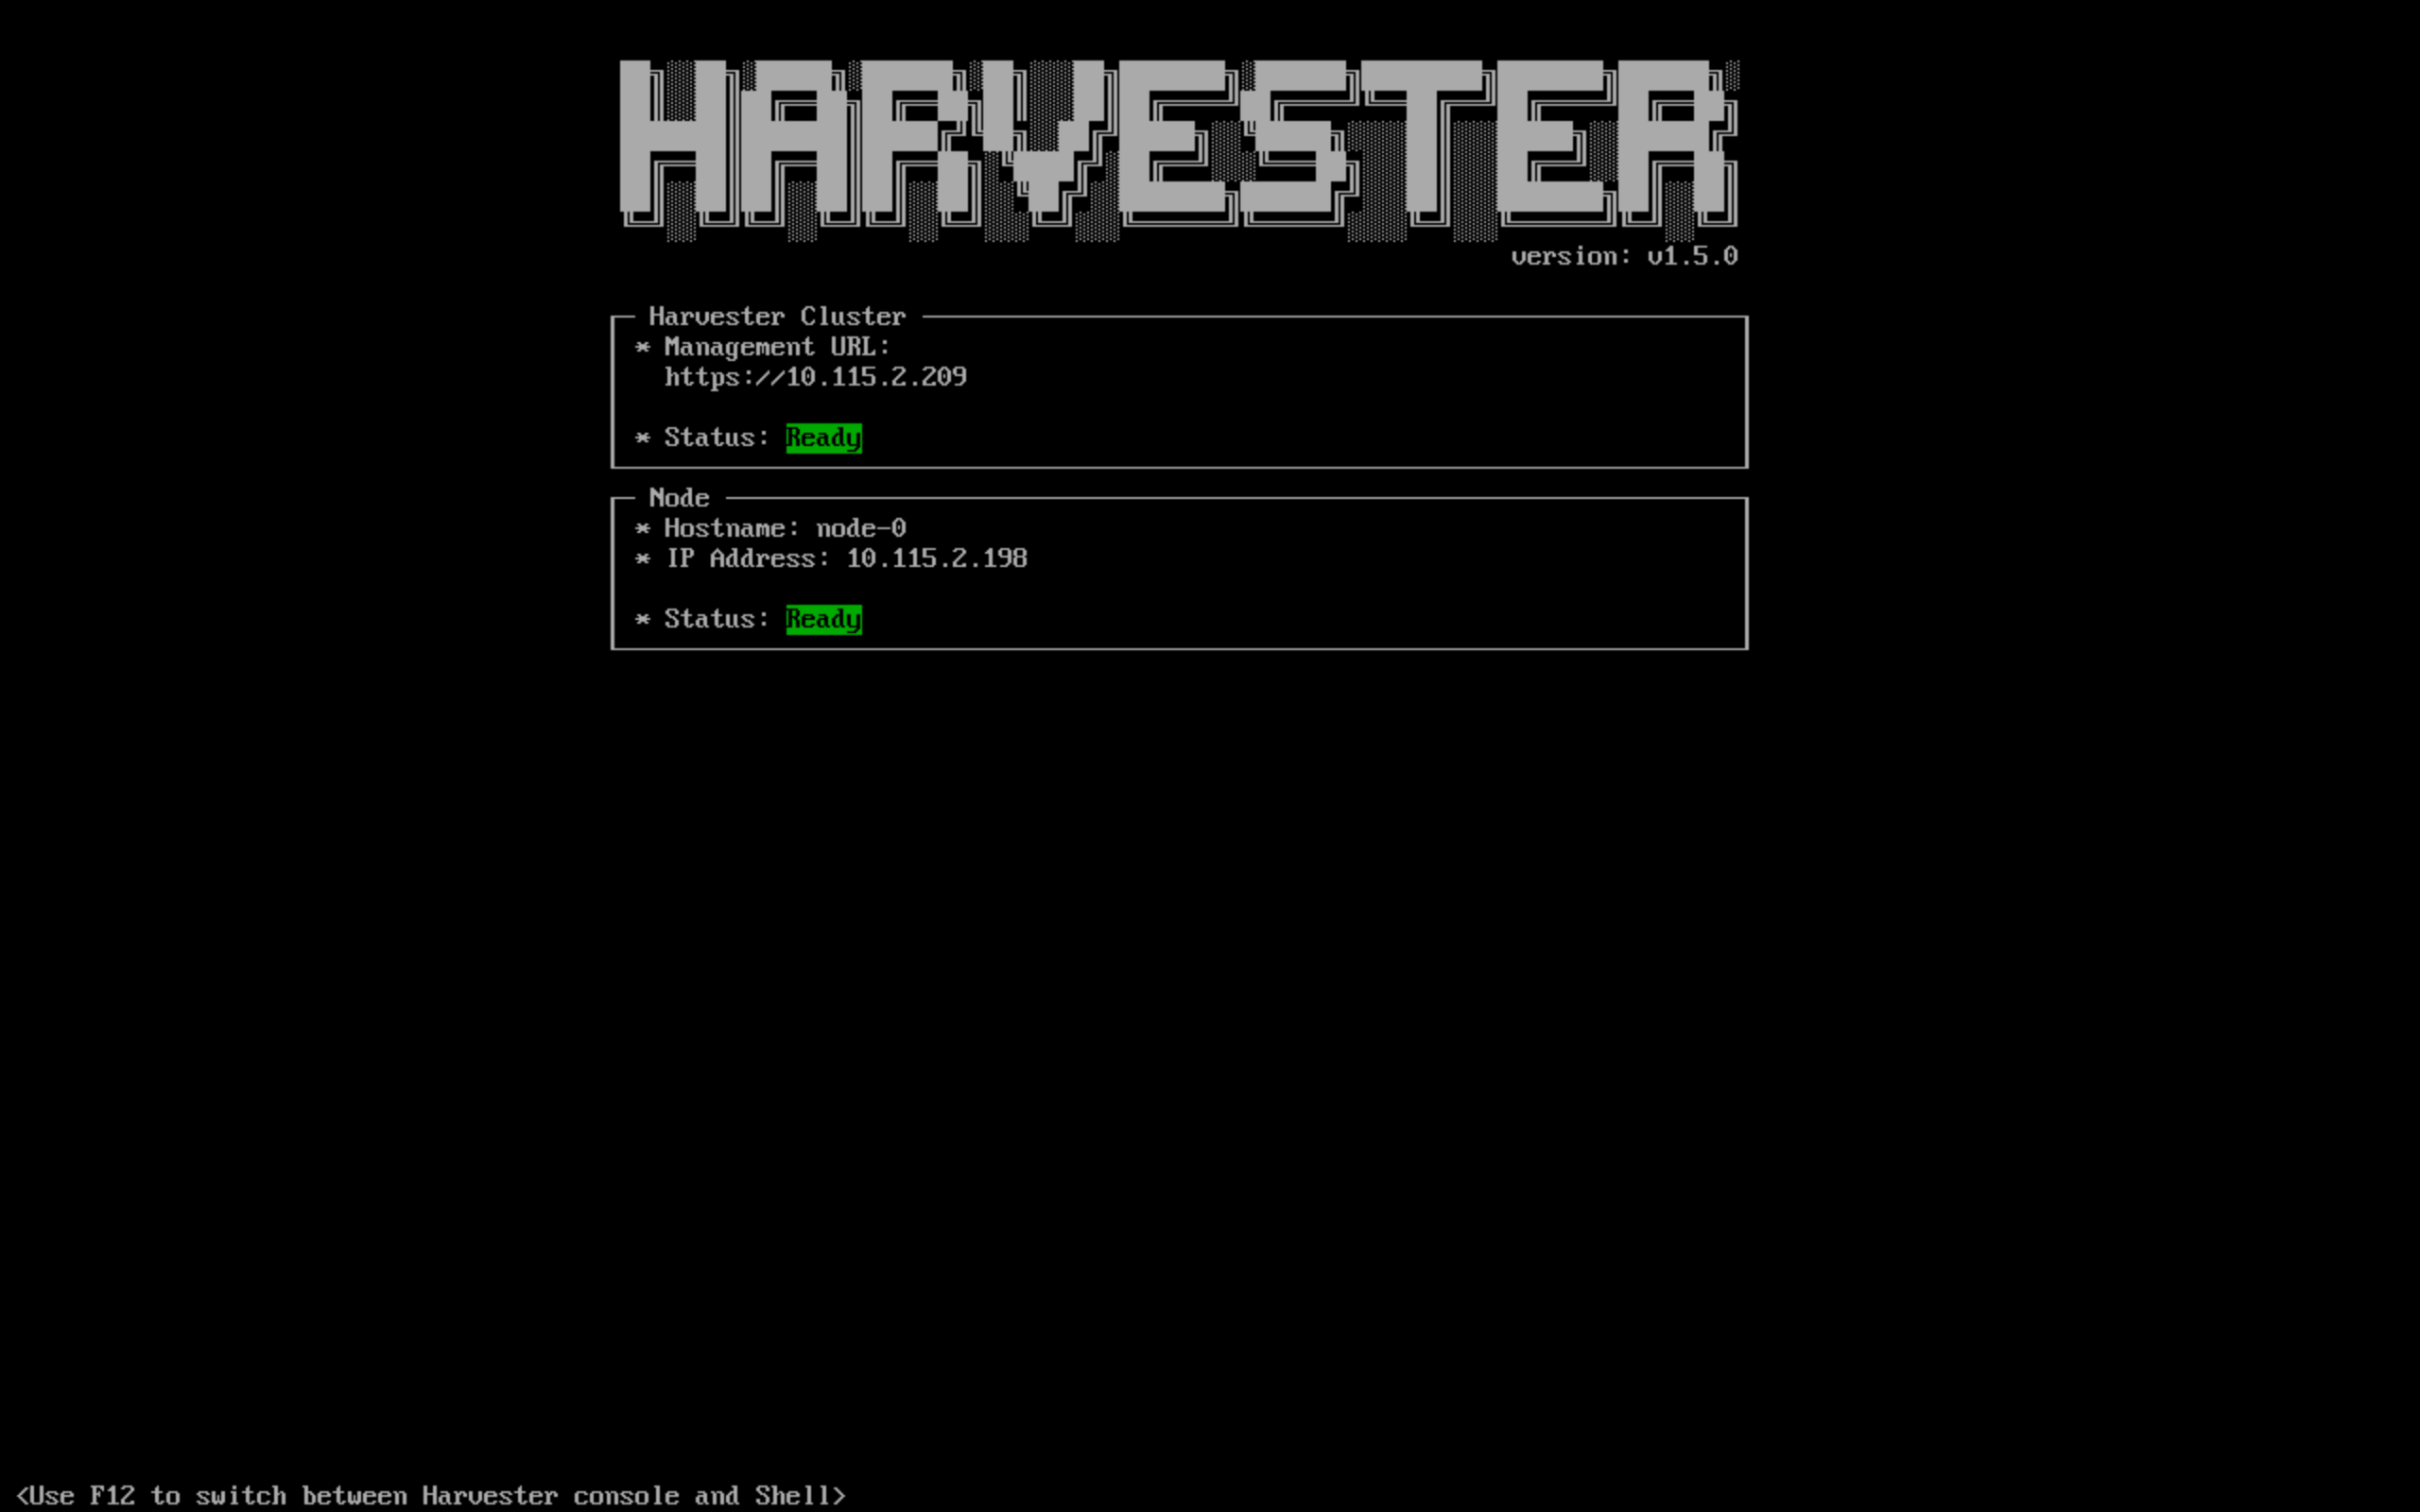 HARVESTER
version: v1.5.0
Harvester Cluster
* Management URL:
https://10.115.2.209
* Status: Ready
Node
* Hostname: node-0
* IP Address: 10.115.2.198
* Status: Ready
<Use F12 to switch between Harvester console and Shell>